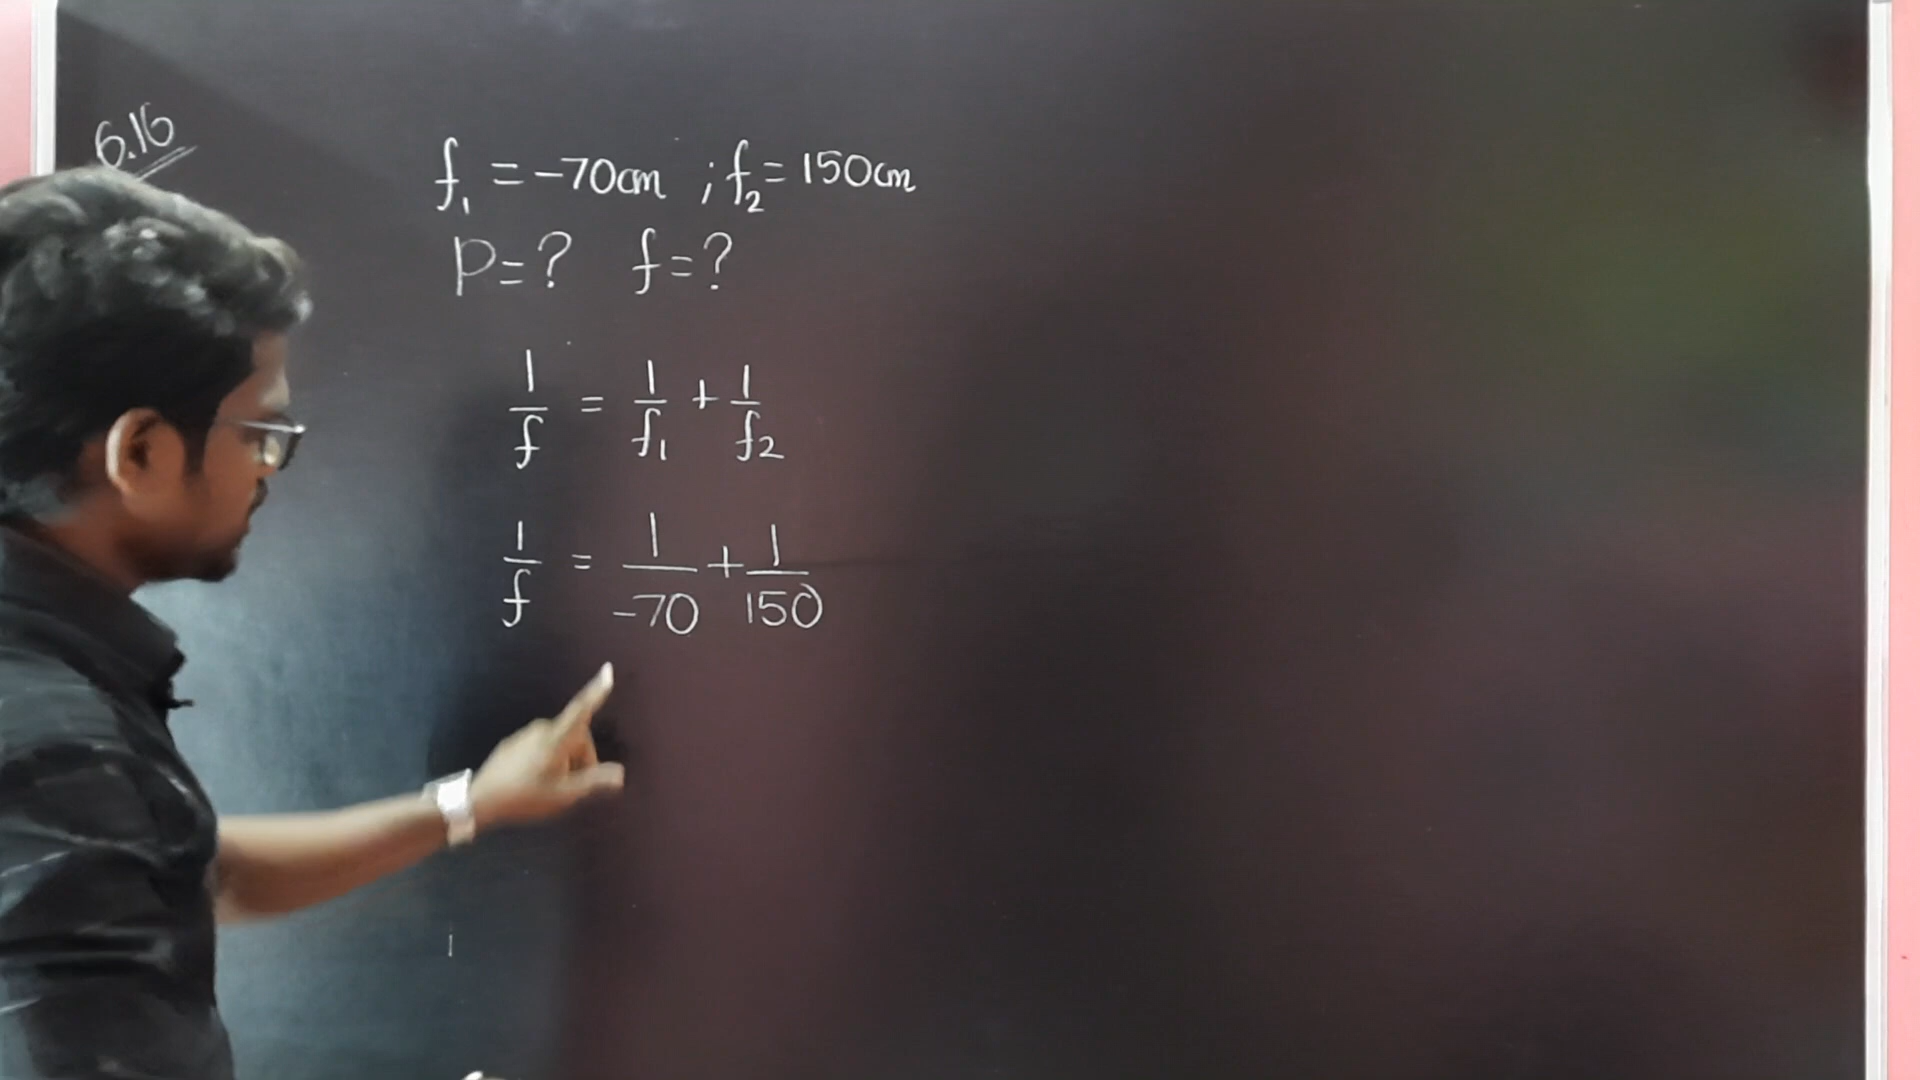 6.16
f₁ = -70cm ; f₂ = 150cm
P=? f=?
1/f = 1/f₁ + 1/f₂
1/f = 1/-70 + 1/150